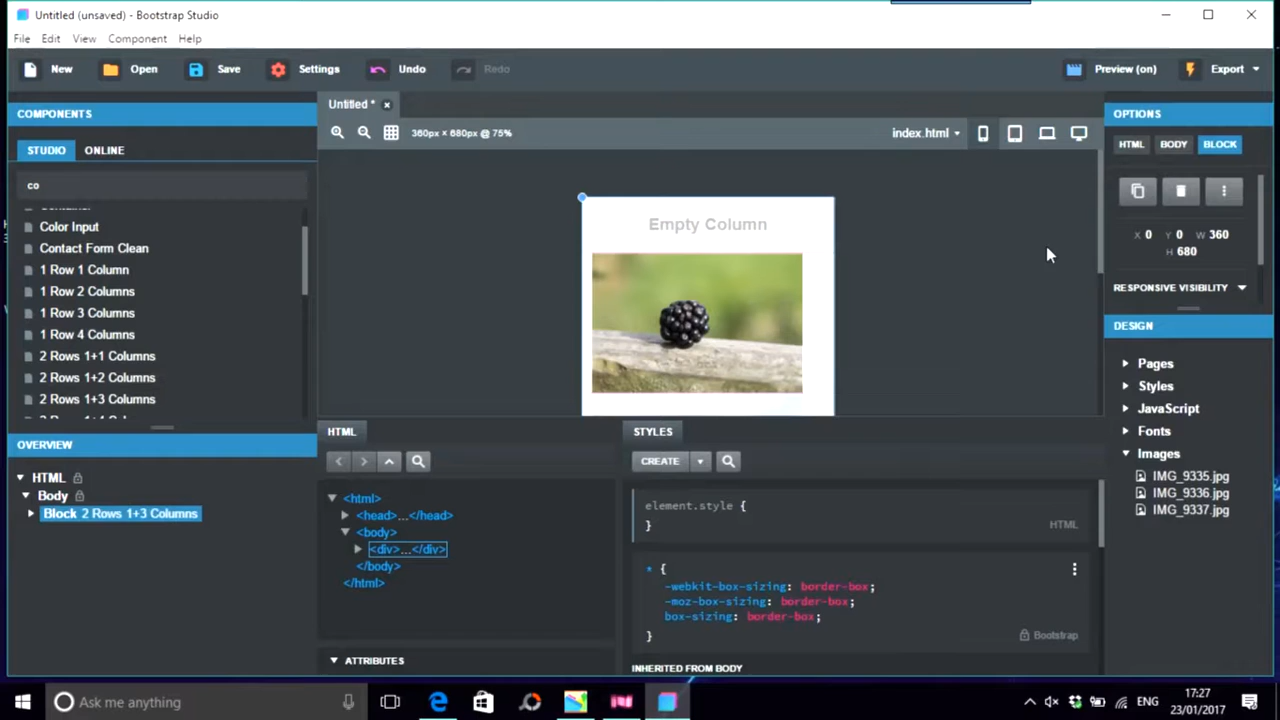 Untitled (unsaved) - Bootstrap Studio
File Edit View Component Help
New Open Save Settings Undo Redo Preview (on) Export
COMPONENTS
STUDIO ONLINE
co
Color Input
Contact Form Clean
1 Row 1 Column
1 Row 2 Columns
1 Row 3 Columns
1 Row 4 Columns
2 Rows 1+1 Columns
2 Rows 1+2 Columns
2 Rows 1+3 Columns
OVERVIEW
HTML
Body
Block 2 Rows 1+3 Columns
Untitled *
360px × 680px @ 75%
index.html
Empty Column
HTML
<html>
<head>...</head>
<body>
<div>...</div>
</body>
</html>
ATTRIBUTES
STYLES
CREATE
element.style {
}
HTML
* {
-webkit-box-sizing: border-box;
-moz-box-sizing: border-box;
box-sizing: border-box;
}
Bootstrap
INHERITED FROM BODY
OPTIONS
HTML BODY BLOCK
X 0 Y 0 W 360
H 680
RESPONSIVE VISIBILITY
DESIGN
Pages
Styles
JavaScript
Fonts
Images
IMG_9335.jpg
IMG_9336.jpg
IMG_9337.jpg
Ask me anything
ENG
17:27
23/01/2017